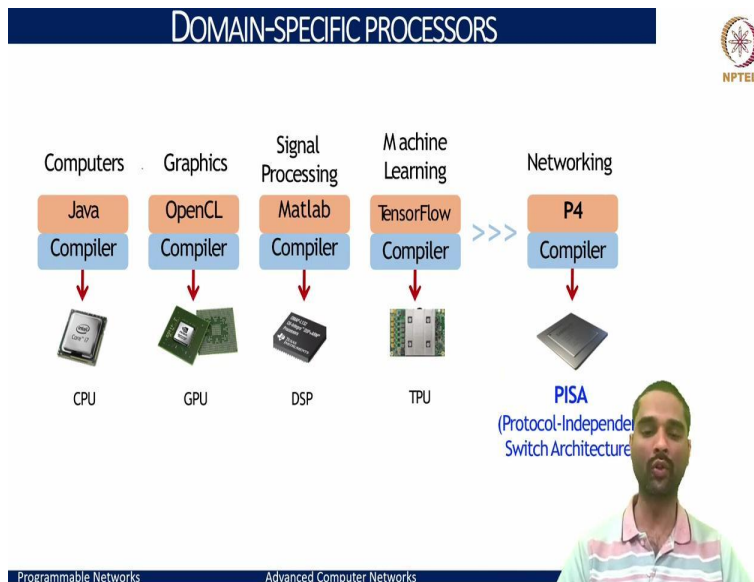 DOMAIN-SPECIFIC PROCESSORS
NPTEL
Computers
Graphics
Signal
Processing
Machine
Learning
Networking
Java
OpenCL
Matlab
TensorFlow
>>>
P4
Compiler
Compiler
Compiler
Compiler
Compiler
CPU
GPU
DSP
TPU
PISA
(Protocol-Independen
Switch Architecture
Programmable Networks
Advanced Computer Networks